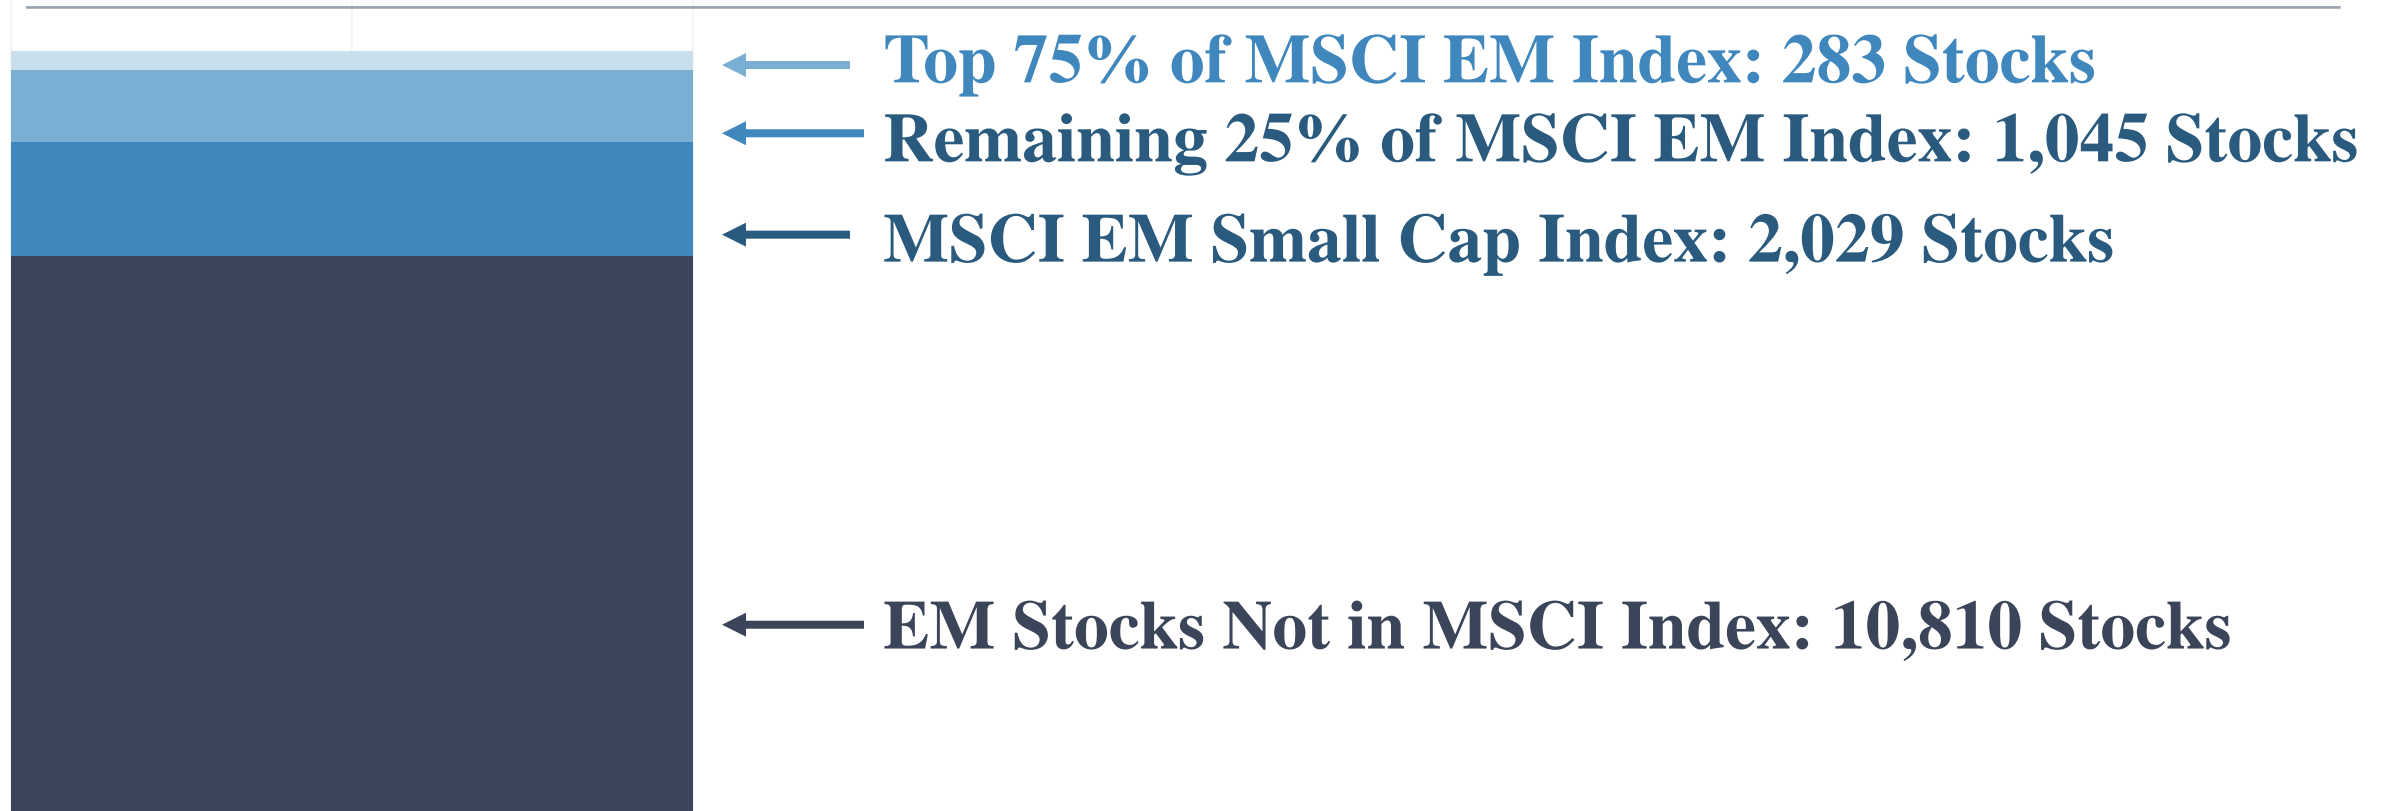 Top 75% of MSCI EM Index: 283 Stocks
Remaining 25% of MSCI EM Index: 1,045 Stocks
MSCI EM Small Cap Index: 2,029 Stocks
EM Stocks Not in MSCI Index: 10,810 Stocks